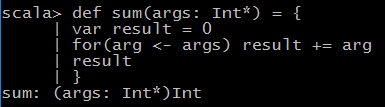 scala> def sum(args: Int*) = {
     | var result = 0
     | for(arg <- args) result += arg
     | result
     | }
sum: (args: Int*)Int